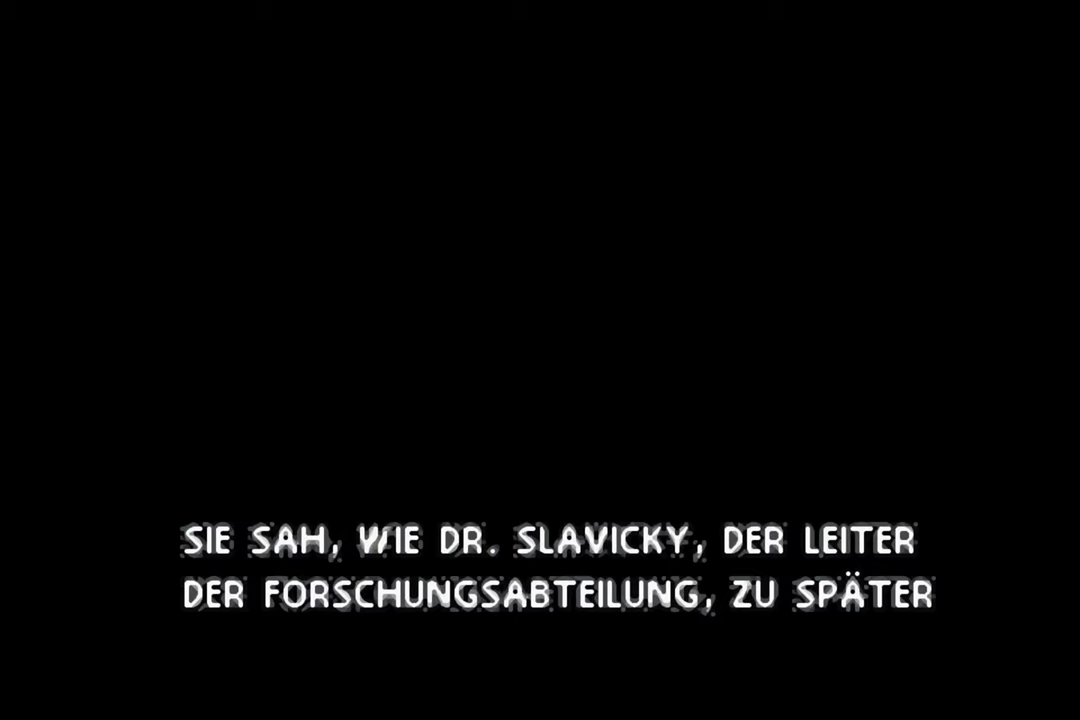 SIE SAH, WIE DR. SLAVICKY, DER LEITER
DER FORSCHUNGSABTEILUNG, ZU SPÄTER